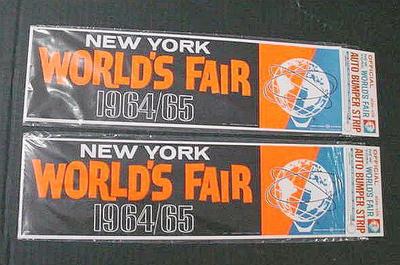 NEW YORK
WORLD'S FAIR
1964/65
OFFICIAL
WORLD'S FAIR
AUTO BUMPER STRIP
NEW YORK
WORLD'S FAIR
1964/65
OFFICIAL
WORLD'S FAIR
AUTO BUMPER STRIP